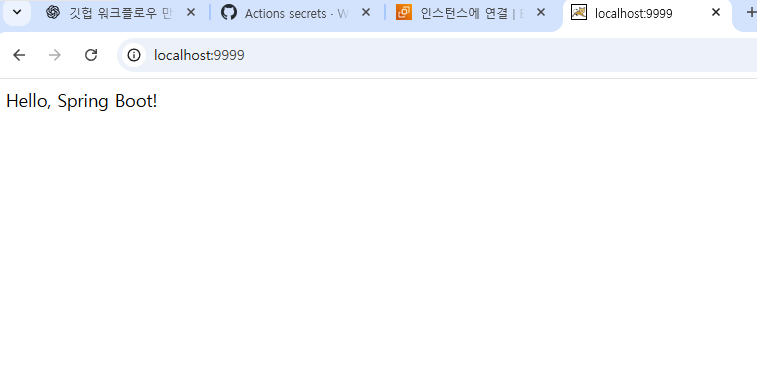 깃헙 워크플로우 만
Actions secrets · W
인스턴스에 연결 | E
localhost:9999
localhost:9999
Hello, Spring Boot!